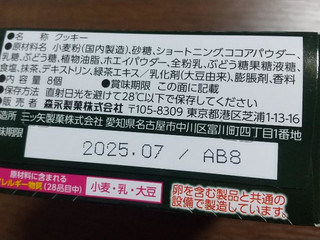 ●名称 クッキー
●原材料名 小麦粉(国内製造)、砂糖、ショートニング、ココアパウダー、
乳糖、ぶどう糖、植物油脂、ホエイパウダー、全粉乳、ぶどう糖果糖液糖、
食塩、抹茶、デキストリン、緑茶エキス/乳化剤(大豆由来)、膨脹剤、香料
●内容量 8個 ●賞味期限 この面に記載
●保存方法 直射日光を避けて28℃以下で保存してください。
●販売者 森永製菓株式会社 〒105-8309 東京都港区芝浦1-13-16
製造所 三ツ矢製菓株式会社 愛知県名古屋市中川区富川町四丁目1番地
賞味期限
2025.07 / AB8
原材料に含まれる
アレルギー物質(28品目中)
小麦・乳・大豆
卵を含む製品と共通の
設備で製造しています。